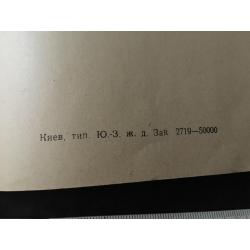 Киев, тип. Ю.-З. ж. д. Зак 2719—50000